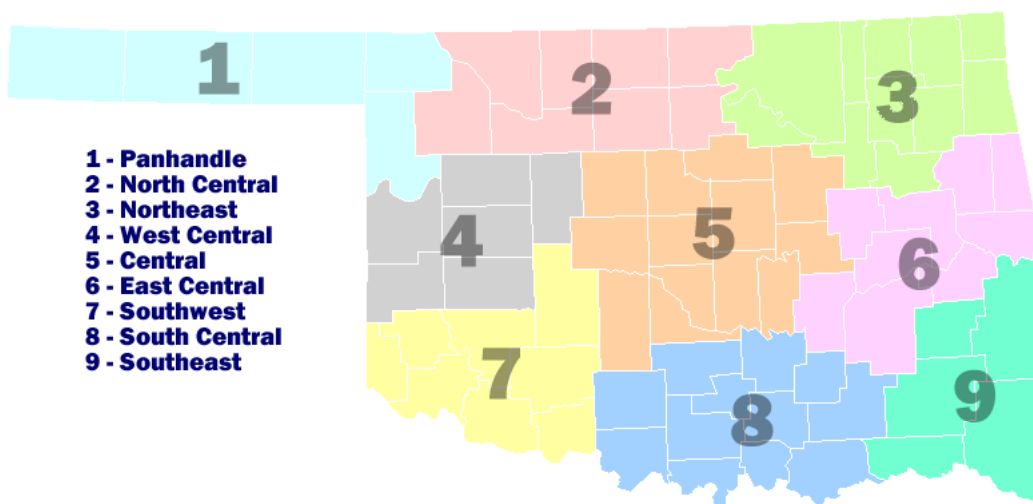 1
2
3
4
5
6
7
8
9
1 - Panhandle
2 - North Central
3 - Northeast
4 - West Central
5 - Central
6 - East Central
7 - Southwest
8 - South Central
9 - Southeast